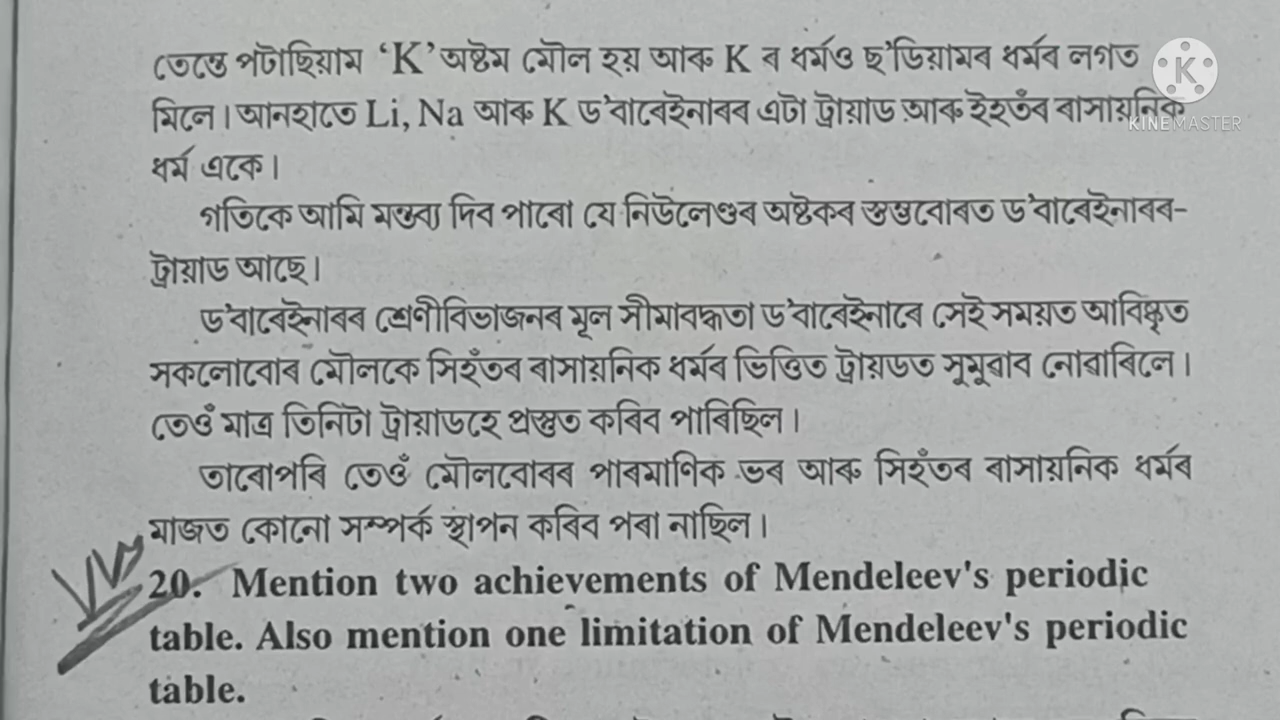 তেন্তে পটাছিয়াম ‘K’ অষ্টম মৌল হয় আৰু K ৰ ধৰ্মও ছ’ডিয়ামৰ ধৰ্মৰ লগত
মিলে। আনহাতে Li, Na আৰু K ড’বাৰেইনাৰৰ এটা ট্ৰায়াড আৰু ইহতঁৰ ৰাসায়নিক
K
KINEMASTER
ধৰ্ম একে।
গতিকে আমি মন্তব্য দিব পাৰো যে নিউলেণ্ডৰ অষ্টকৰ স্তম্ভবোৰত ড’বাৰেইনাৰৰ-
ট্ৰায়াড আছে।
ড’বাৰেইনাৰৰ শ্ৰেণীবিভাজনৰ মূল সীমাবদ্ধতা ড’বাৰেইনাৰে সেই সময়ত আবিষ্কৃত
সকলোবোৰ মৌলকে সিহঁতৰ ৰাসায়নিক ধৰ্মৰ ভিত্তিত ট্ৰায়ডত সুমুৱাব নোৱাৰিলে।
তেওঁ মাত্ৰ তিনিটা ট্ৰায়াডহে প্ৰস্তুত কৰিব পাৰিছিল।
তাৰোপৰি তেওঁ মৌলবোৰৰ পাৰমাণিক ভৰ আৰু সিহঁতৰ ৰাসায়নিক ধৰ্মৰ
মাজত কোনো সম্পৰ্ক স্থাপন কৰিব পৰা নাছিল।
20. Mention two achievements of Mendeleev's periodic
table. Also mention one limitation of Mendeleev's periodic
table.